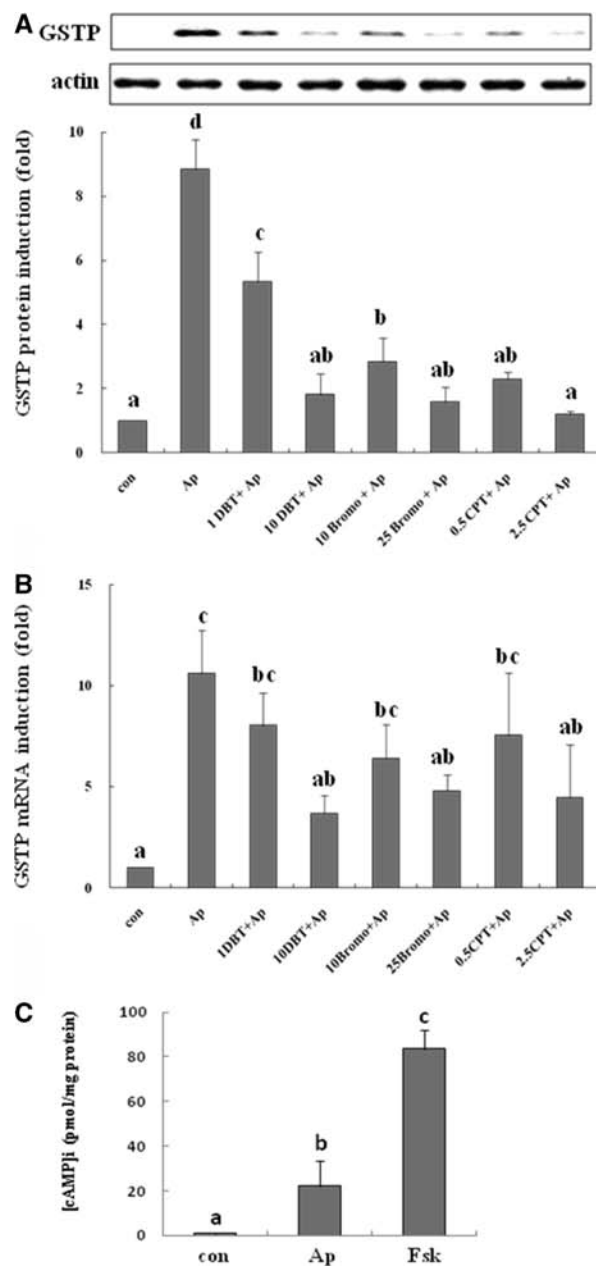 A
GSTP
actin
GSTP protein induction (fold)
10
8
6
4
2
0
a
d
c
ab
b
ab
ab
a
con
Ap
1 DBT+ Ap
10 DBT+ Ap
10 Bromo + Ap
25 Bromo + Ap
0.5 CPT+ Ap
2.5 CPT+ Ap
B
GSTP mRNA induction (fold)
15
10
5
0
a
c
bc
ab
bc
ab
bc
ab
con
Ap
1DBT+Ap
10DBT+Ap
10Bromo+Ap
25Bromo+Ap
0.5CPT+Ap
2.5CPT+Ap
C
[cAMP]i (pmol/mg protein)
100
80
60
40
20
0
a
b
c
con
Ap
Fsk